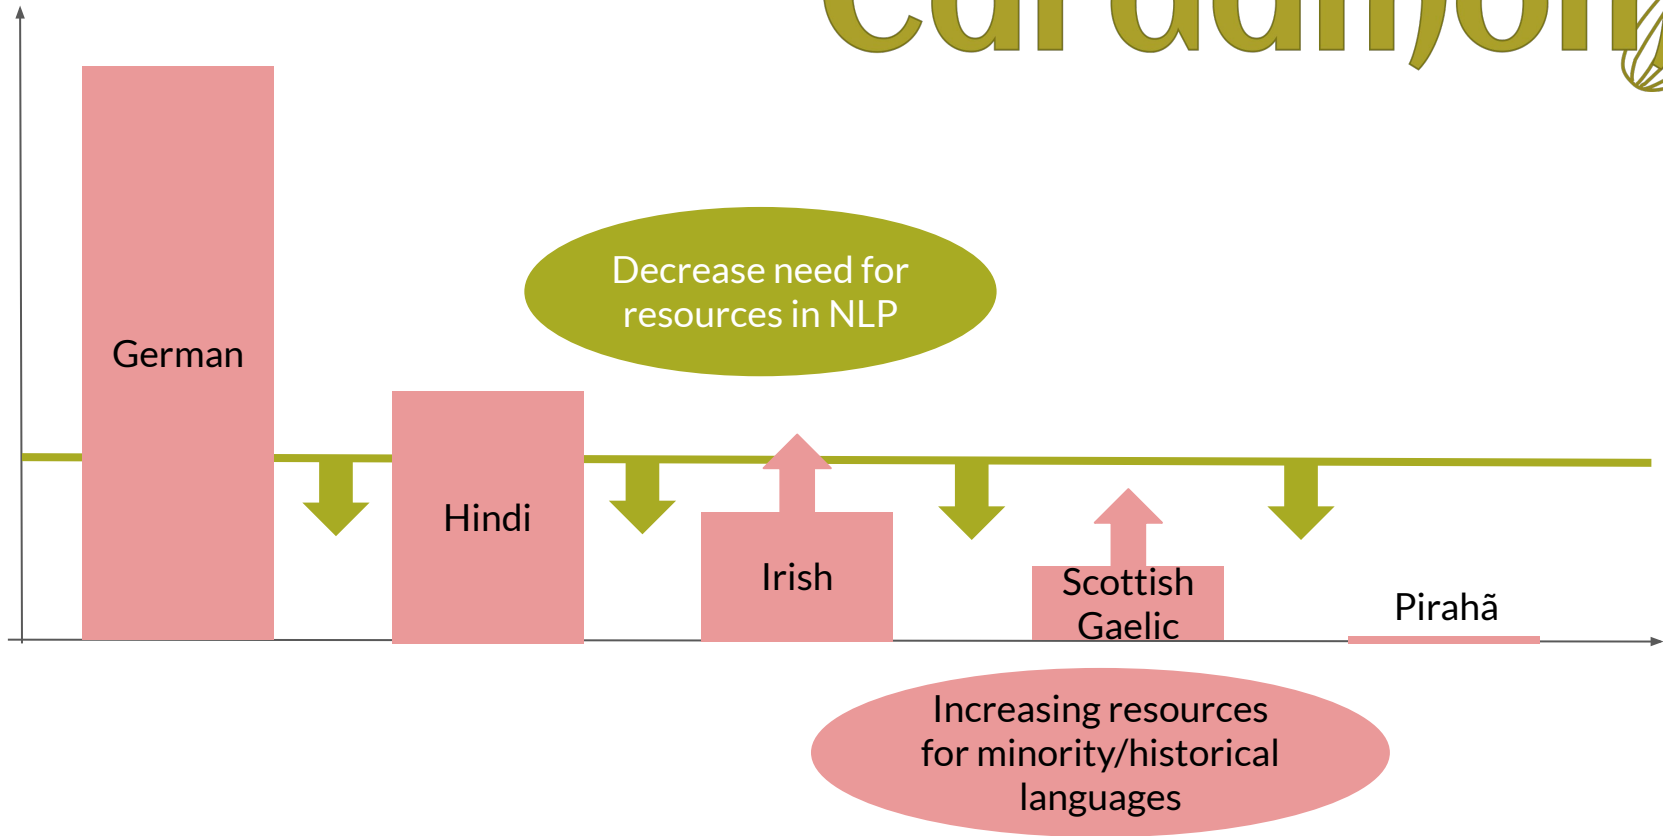 Decrease need for
resources in NLP
German
Hindi
Irish
Scottish
Gaelic
Pirahã
Increasing resources
for minority/historical
languages